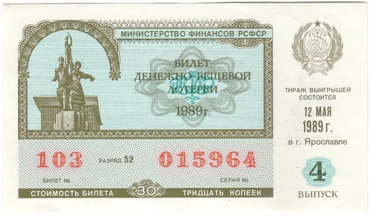 МИНИСТЕРСТВО ФИНАНСОВ РСФСР
БИЛЕТ
ДЕНЕЖНО-ВЕЩЕВОЙ
ЛОТЕРЕИ
1989г.
ТИРАЖ ВЫИГРЫШЕЙ
СОСТОИТСЯ
12 МАЯ
1989 г.
в г. Ярославле
103 РАЗРЯД 52 015964
БИЛЕТ № СЕРИЯ №
СТОИМОСТЬ БИЛЕТА 30 ТРИДЦАТЬ КОПЕЕК
4
ВЫПУСК